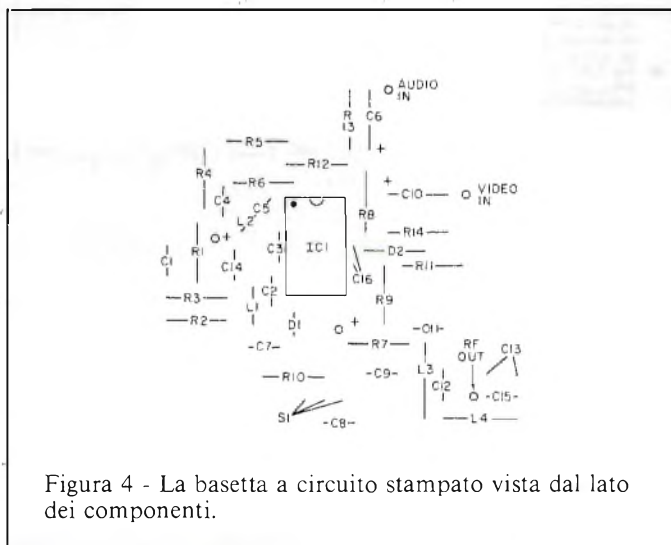 AUDIO
IN
R
13
C6
+
R5
R12
R4
R6
+
C10
VIDEO
IN
C4
C5
L2
R8
R14
+
R1
C3
IC1
D2
R11
C1
C14
C16
R3
C2
R9
R2
L1
D1
+
C11
C7
R7
RF
OUT
C13
R10
C9
L3
C12
C15
S1
C8
L4
Figura 4 - La basetta a circuito stampato vista dal lato
dei componenti.